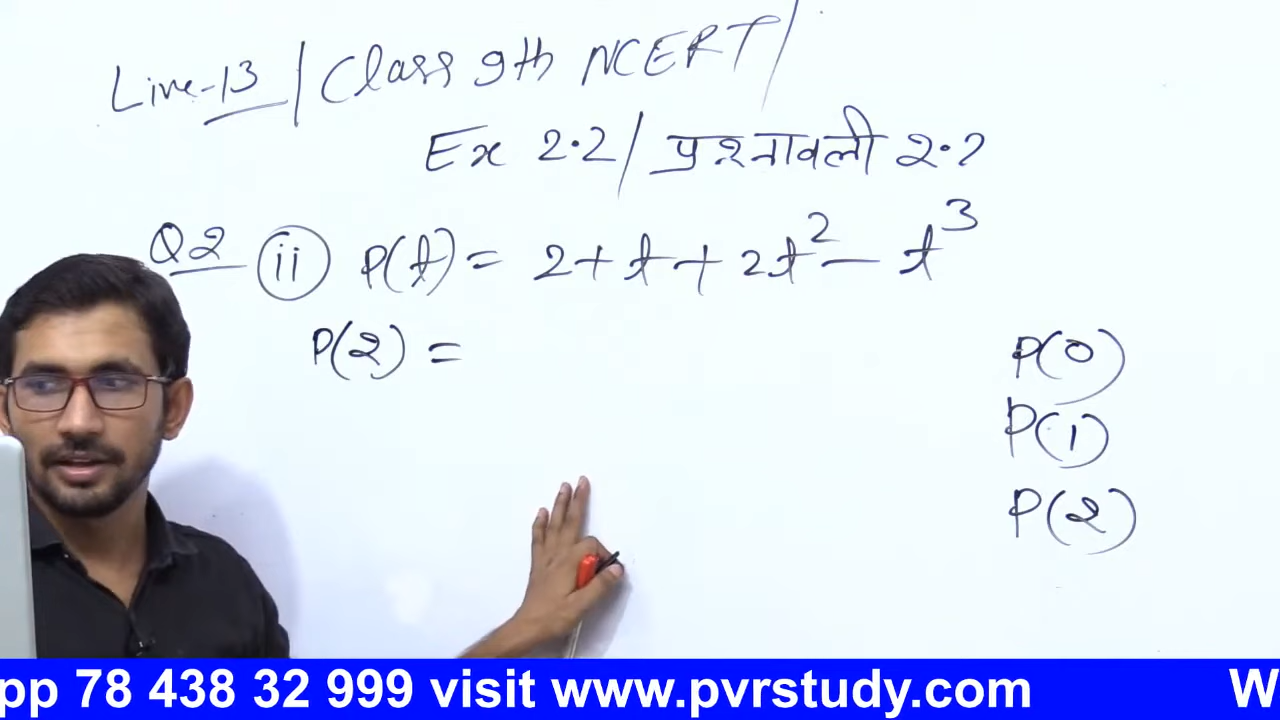 Live-13 / Class 9th NCERT /
Ex 2.2 / प्रश्नावली 2.2
Q2 (ii) P(t) = 2 + t + 2t² - t³
P(2) =
P(0)
P(1)
P(2)
pp 78 438 32 999 visit www.pvrstudy.com W